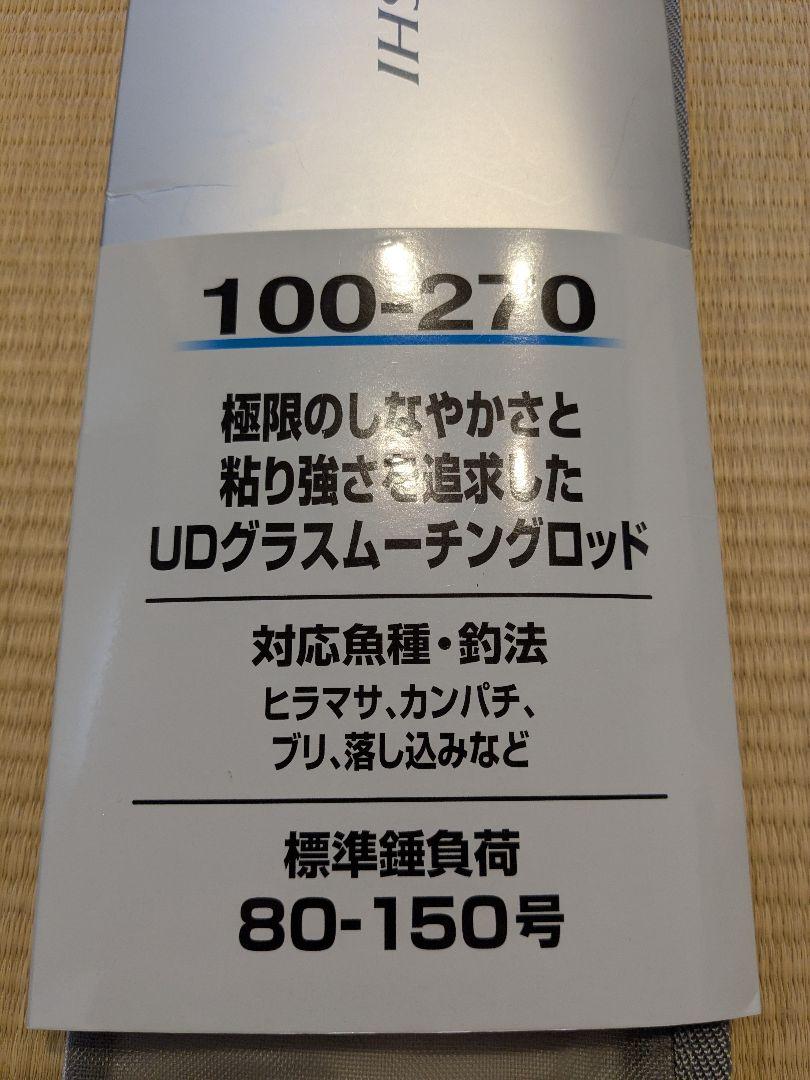 SHI
100-270
極限のしなやかさと
粘り強さを追求した
UDグラスムーチングロッド
対応魚種・釣法
ヒラマサ、カンパチ、
ブリ、落し込みなど
標準錘負荷
80-150号